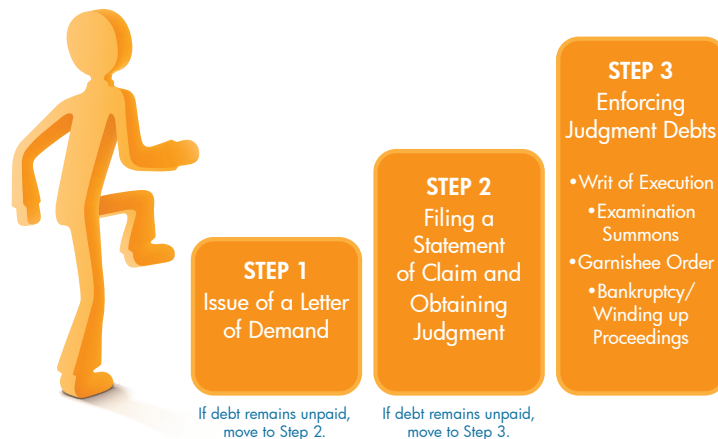 STEP 1
Issue of a Letter
of Demand
If debt remains unpaid,
move to Step 2.
STEP 2
Filing a
Statement
of Claim and
Obtaining
Judgment
If debt remains unpaid,
move to Step 3.
STEP 3
Enforcing
Judgment Debts
•Writ of Execution
•Examination
Summons
•Garnishee Order
•Bankruptcy/
Winding up
Proceedings